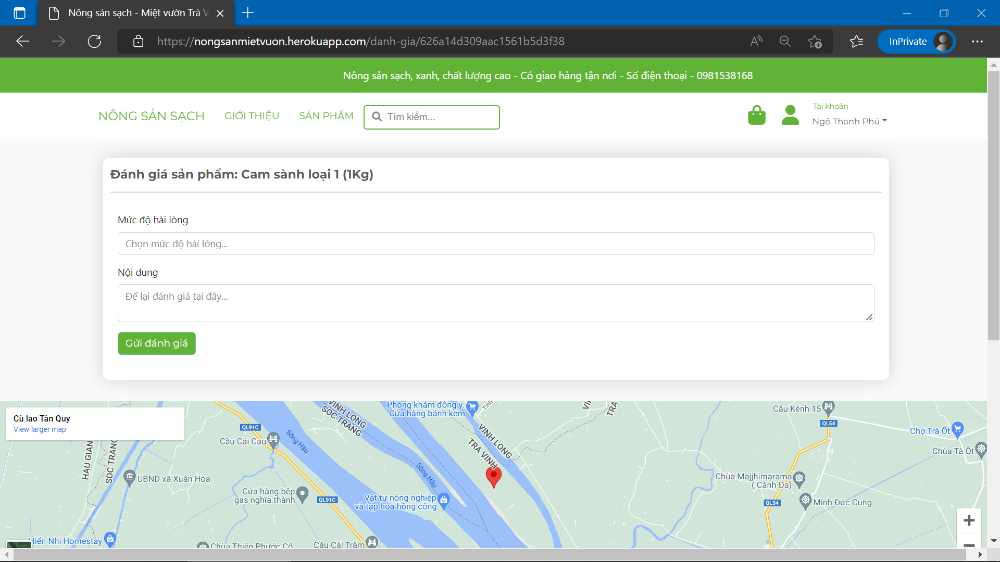 Nông sản sạch - Miệt vườn Trà V
https://nongsanmietvuon.herokuapp.com/danh-gia/626a14d309aac1561b5d3f38
InPrivate
Nông sản sạch, xanh, chất lượng cao - Có giao hàng tận nơi - Số điện thoại - 0981538168
NÔNG SẢN SẠCH
GIỚI THIỆU
SẢN PHẨM
Tìm kiếm...
Tài khoản
Ngô Thanh Phú
Đánh giá sản phẩm: Cam sành loại 1 (1Kg)
Mức độ hài lòng
Chọn mức độ hài lòng...
Nội dung
Để lại đánh giá tại đây...
Gửi đánh giá
Cù lao Tân Quy
View larger map
HAU GIAN
SOC TRANG
QL91C
Cầu Cái Cau
Sông Hậu
VINH LONG
SOC TRANG
Phòng khám đông y.
Cửa hàng bánh kem
Tỉnh
VINH LONG
TRA VINH
VI
TRA
Cầu Kênh 15
QL54
Chợ Trà Ốt
Chùa Tà Ốt
UBND xã Xuân Hòa
Cửa hàng bếp
gas nghĩa thành
QL91C
Sông Hậu
Vật tư nông nghiệp
và tạp hóa hồng công
Chùa Majjhimarama
( Cành Đa)
QL54
Minh Đức Cung
Hiển Nhi Homestay
Chùa Thiên Phước Cổ
Cầu Cái Trâm